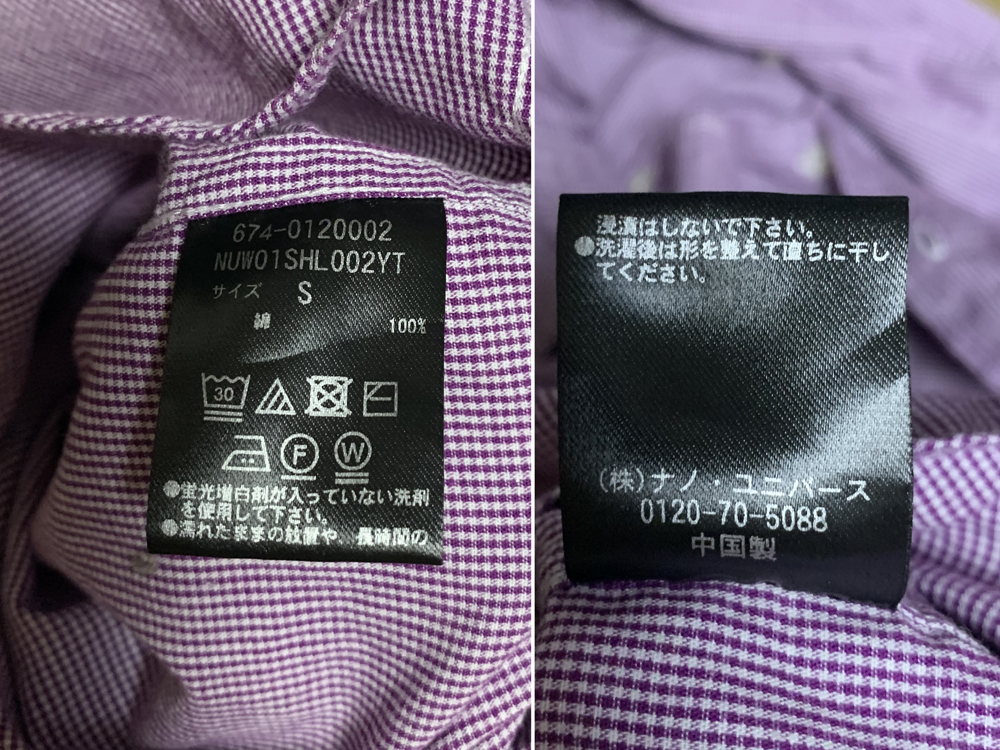 674-0120002
NUW01SHL002YT
サイズ S
綿 100%
30
F W
●蛍光増白剤が入っていない洗剤
を使用して下さい。
●濡れたままの放置や、長時間の
浸漬はしないで下さい。
●洗濯後は形を整えて直ちに干し
てください。
(株)ナノ・ユニバース
0120-70-5088
中国製